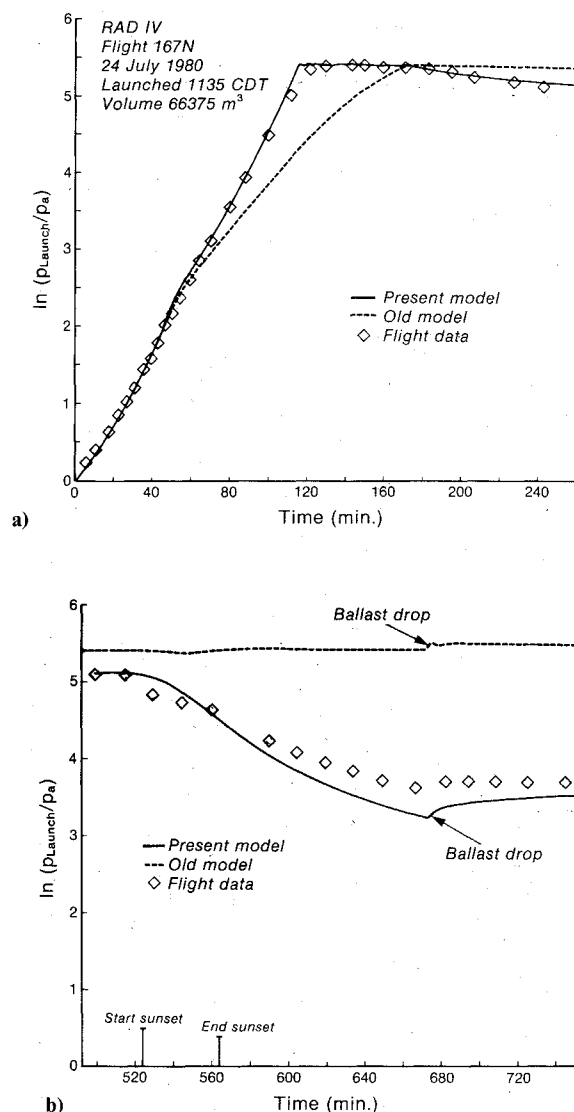 RAD IV
Flight 167N
24 July 1980
Launched 1135 CDT
Volume 66375 m³
6
5
4
3
2
1
0
ln (pLaunch/pa)
Present model
Old model
Flight data
0 40 80 120 160 200 240
Time (min.)
a)
6
5
4
3
2
1
0
ln (pLaunch/pa)
Ballast drop
Ballast drop
Present model
Old model
Flight data
Start sunset
End sunset
520 560 600 640 680 720
Time (min.)
b)